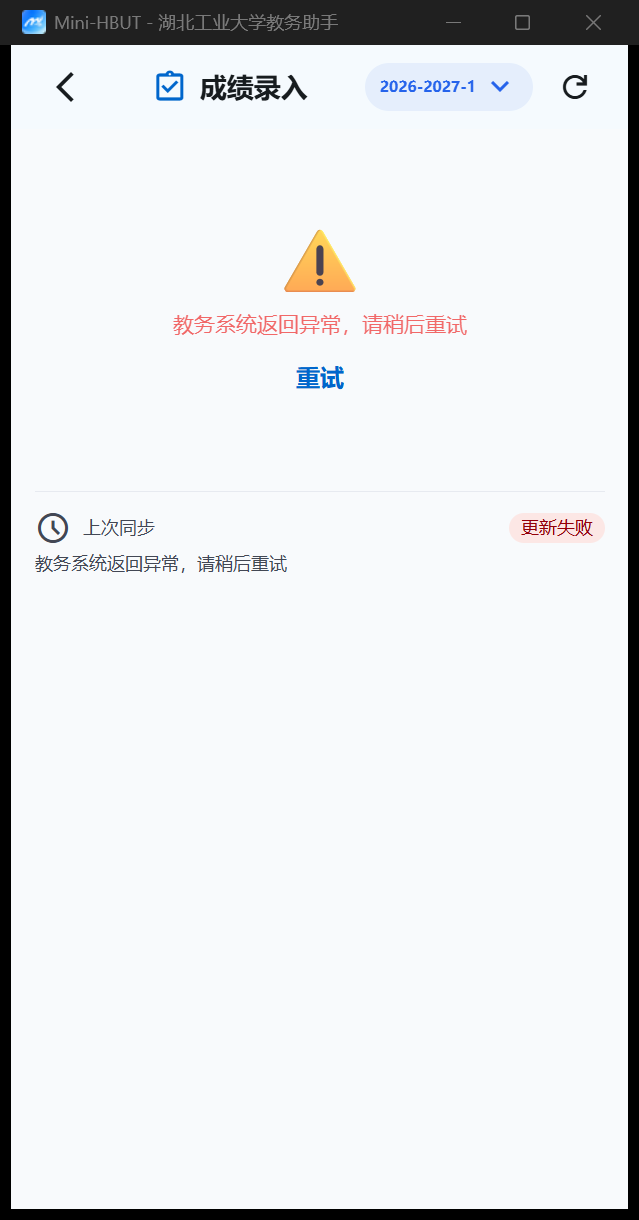 Mini-HBUT - 湖北工业大学教务助手
成绩录入 2026-2027-1
教务系统返回异常，请稍后重试
重试
上次同步 更新失败
教务系统返回异常，请稍后重试